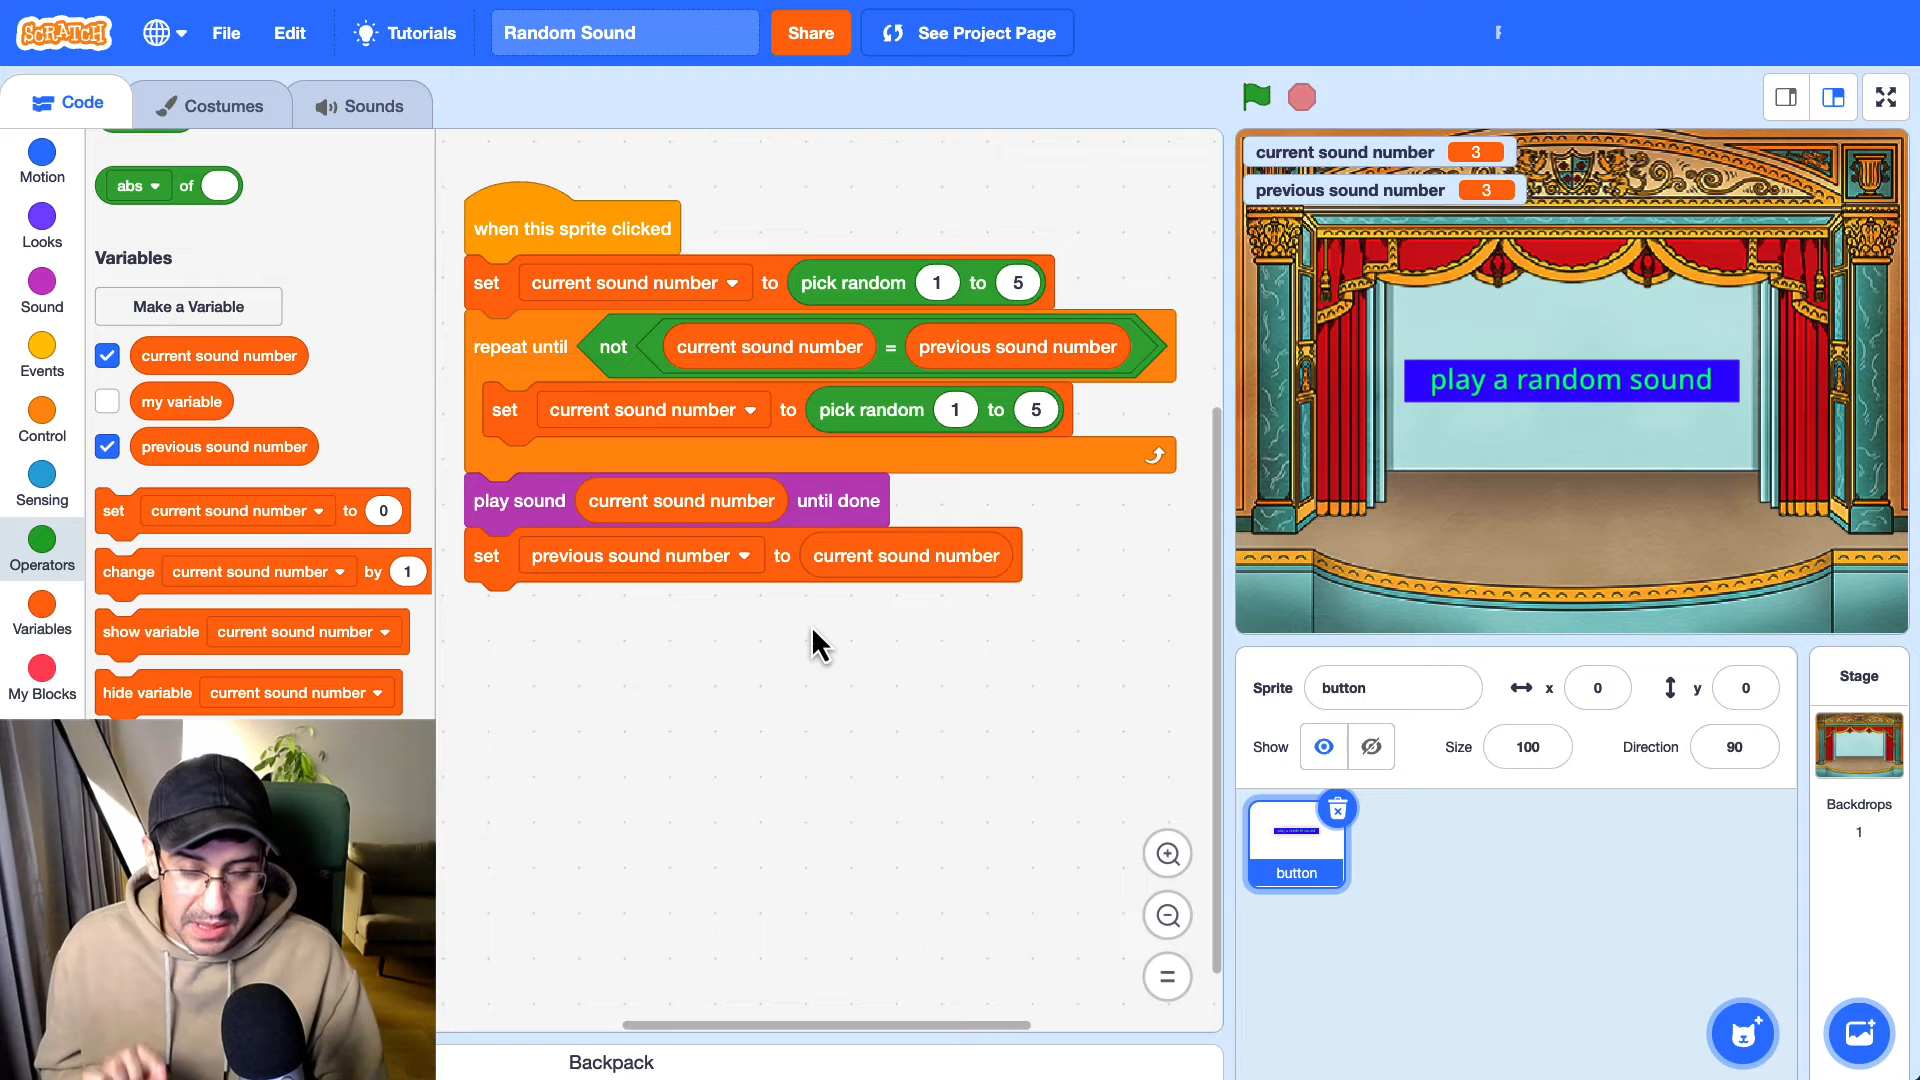 SCRATCH File Edit Tutorials Random Sound Share See Project Page
Code Costumes Sounds
Motion
Looks
Sound
Events
Control
Sensing
Operators
Variables
My Blocks
abs of
Variables
Make a Variable
current sound number
my variable
previous sound number
set current sound number to 0
change current sound number by 1
show variable current sound number
hide variable current sound number
when this sprite clicked
set current sound number to pick random 1 to 5
repeat until not current sound number = previous sound number
set current sound number to pick random 1 to 5
play sound current sound number until done
set previous sound number to current sound number
Backpack
current sound number 3
previous sound number 3
play a random sound
Sprite button x 0 y 0
Show Size 100 Direction 90
button
Stage
Backdrops
1